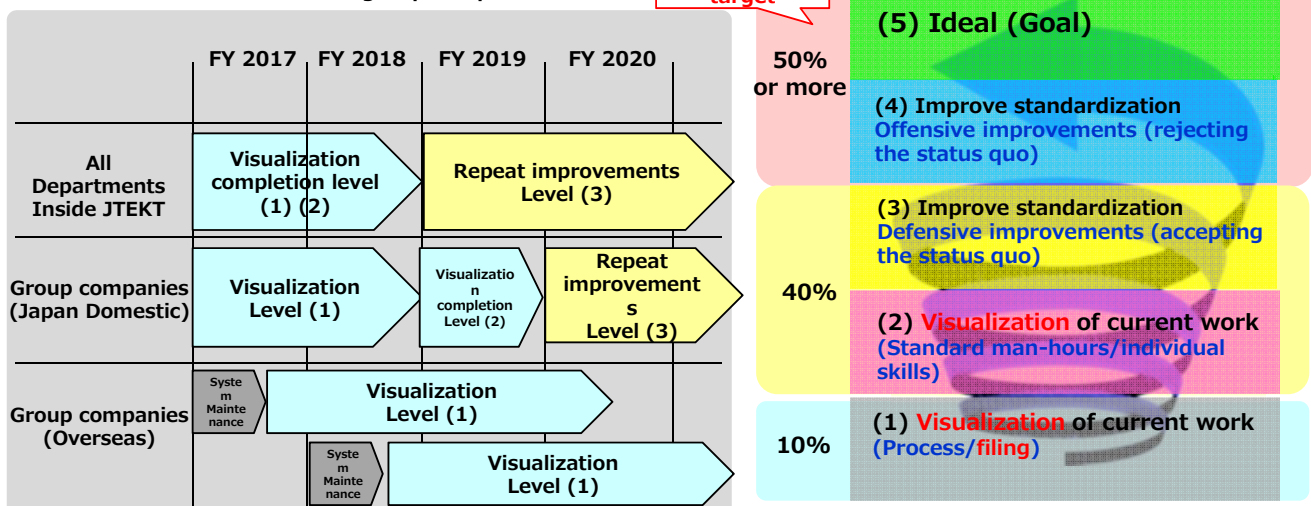 target
FY 2017
FY 2018
FY 2019
FY 2020
All
Departments
Inside JTEKT
Visualization
completion level
(1) (2)
Repeat improvements
Level (3)
Group companies
(Japan Domestic)
Visualization
Level (1)
Visualizatio
n
completion
Level (2)
Repeat
improvement
s
Level (3)
Group companies
(Overseas)
Syste
m
Mainte
nance
Visualization
Level (1)
Syste
m
Mainte
nance
Visualization
Level (1)
50%
or more
(5) Ideal (Goal)
(4) Improve standardization
Offensive improvements (rejecting
the status quo)
40%
(3) Improve standardization
Defensive improvements (accepting
the status quo)
(2) Visualization of current work
(Standard man-hours/individual
skills)
10%
(1) Visualization of current work
(Process/filing)